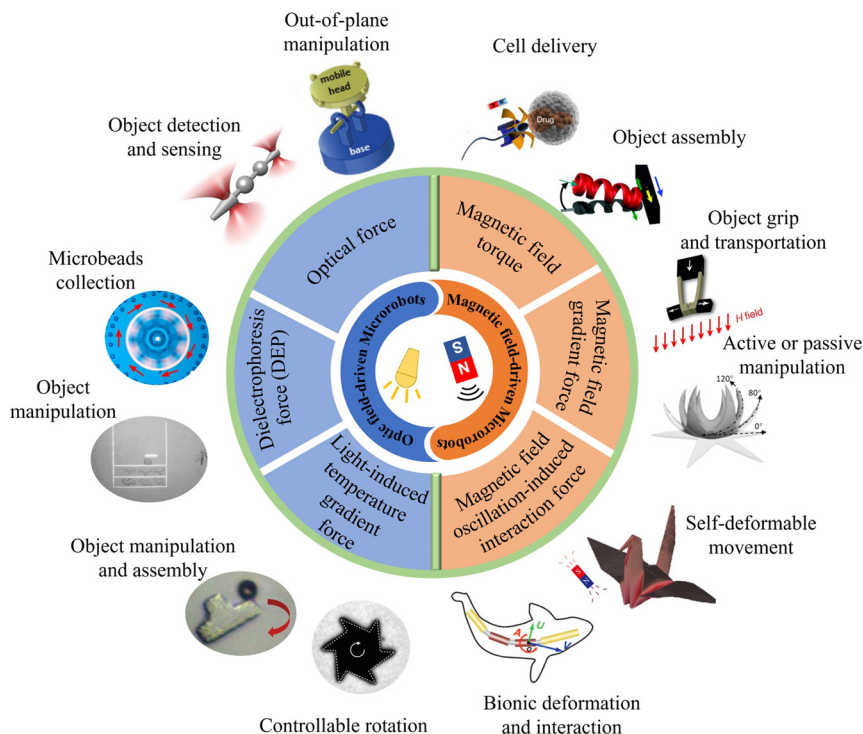 Out-of-plane
manipulation
Cell delivery
mobile
head
base
Drug
Object detection
and sensing
Object assembly
Object grip
and transportation
Microbeads
collection
H field
Active or passive
manipulation
120°
80°
0°
Object
manipulation
Self-deformable
movement
Object manipulation
and assembly
Controllable rotation
Bionic deformation
and interaction
A
U
V
Optical force
Magnetic field
torque
Dielectrophoresis
force (DEP)
Magnetic field
gradient force
Light-induced
temperature
gradient
force
Magnetic field
oscillation-induced
interaction force
Optic field-driven Microrobots
Magnetic field-driven Microrobots
S
N